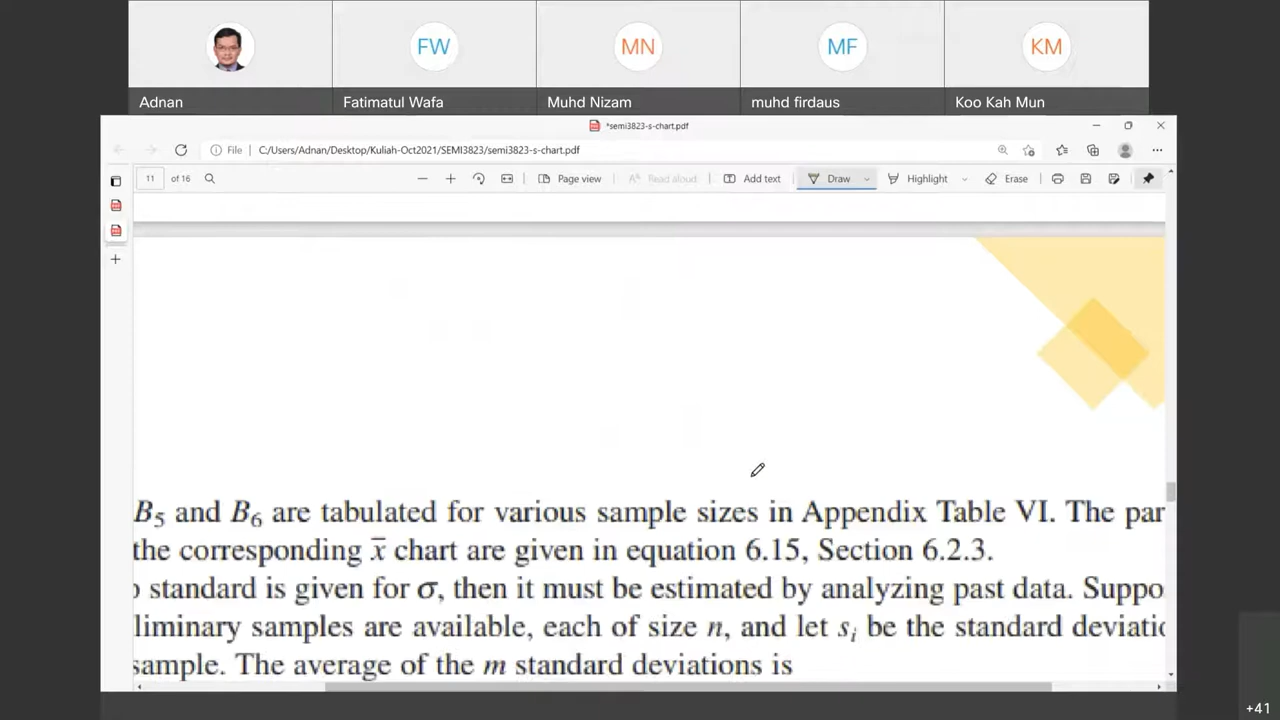 FW
MN
MF
KM
Adnan
Fatimatul Wafa
Muhd Nizam
muhd firdaus
Koo Kah Mun
*semi3823-s-chart.pdf
File | C:/Users/Adnan/Desktop/Kuliah-Oct2021/SEMI3823/semi3823-s-chart.pdf
11 of 16 Page view Read aloud Add text Draw Highlight Erase
B5 and B6 are tabulated for various sample sizes in Appendix Table VI. The par
the corresponding x̄ chart are given in equation 6.15, Section 6.2.3.
o standard is given for σ, then it must be estimated by analyzing past data. Suppo
liminary samples are available, each of size n, and let si be the standard deviatio
sample. The average of the m standard deviations is
+41